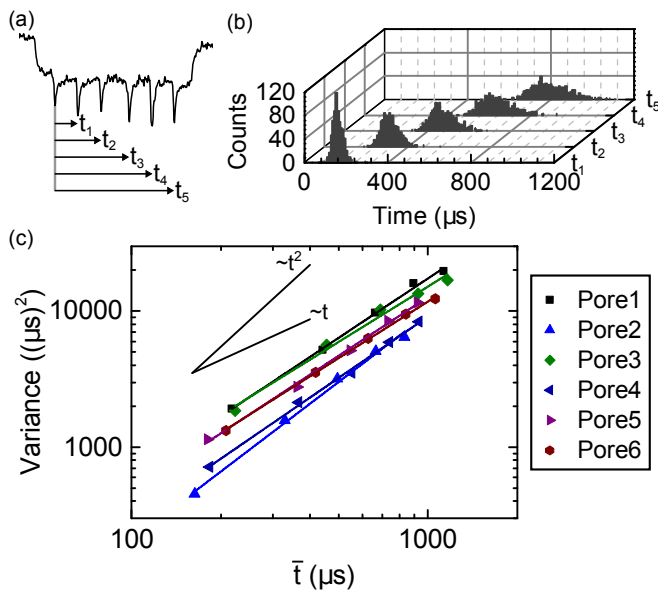 (a)
t1
t2
t3
t4
t5
(b)
Counts
120
80
40
0
0 400 800 1200
Time (µs)
t1
t2
t3
t4
t5
(c)
Variance ((µs)²)
10000
1000
100 1000
t̄ (µs)
~t²
~t
Pore1
Pore2
Pore3
Pore4
Pore5
Pore6